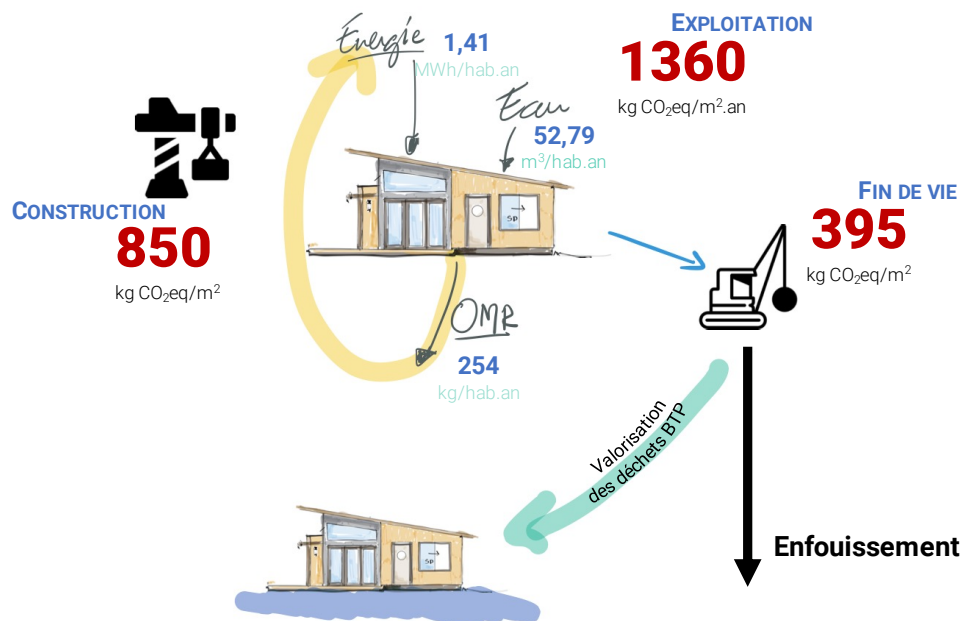 Énergie
1,41
MWh/hab.an
EXPLOITATION
1360
kg CO₂eq/m².an
Eau
52,79
m³/hab.an
CONSTRUCTION
850
kg CO₂eq/m²
FIN DE VIE
395
kg CO₂eq/m²
SP
OMR
254
kg/hab.an
Valorisation
des déchets BTP
Enfouissement
SP